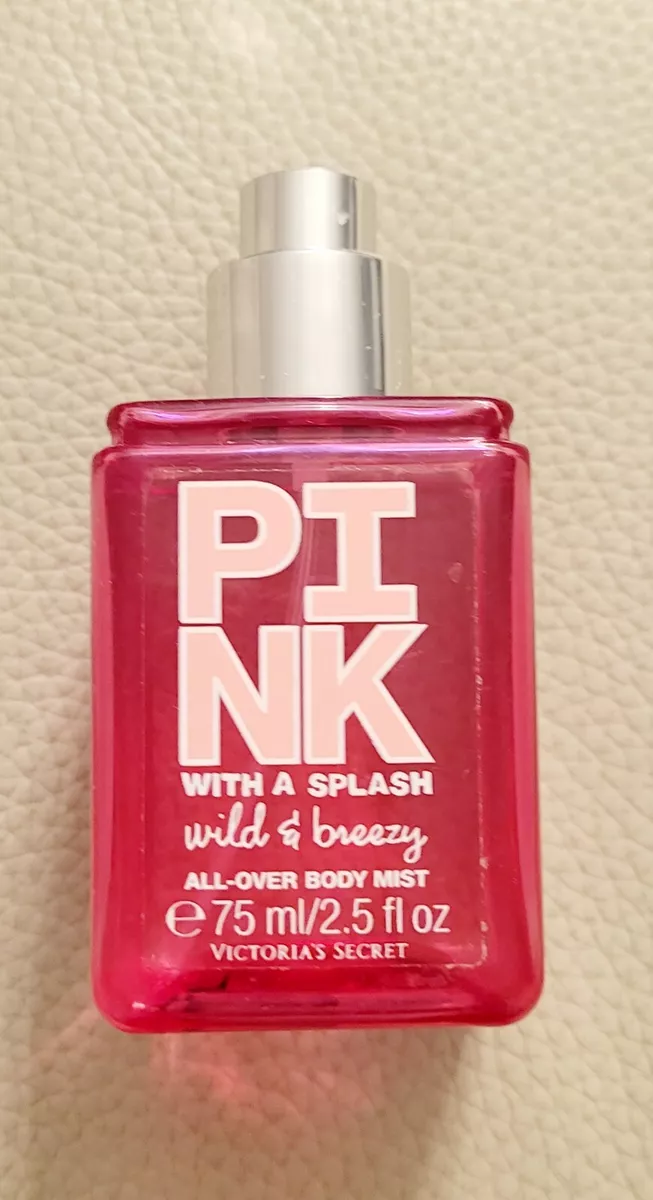 PI
NK
WITH A SPLASH
wild & breezy
ALL-OVER BODY MIST
℮ 75 ml/2.5 fl oz
VICTORIA'S SECRET